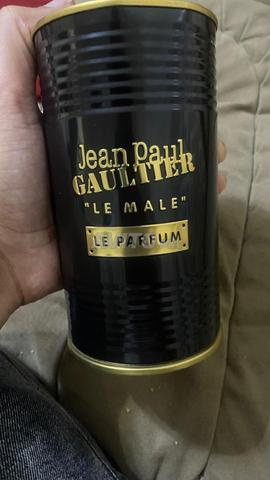 Jean Paul
GAULTIER
"LE MALE"
LE PARFUM